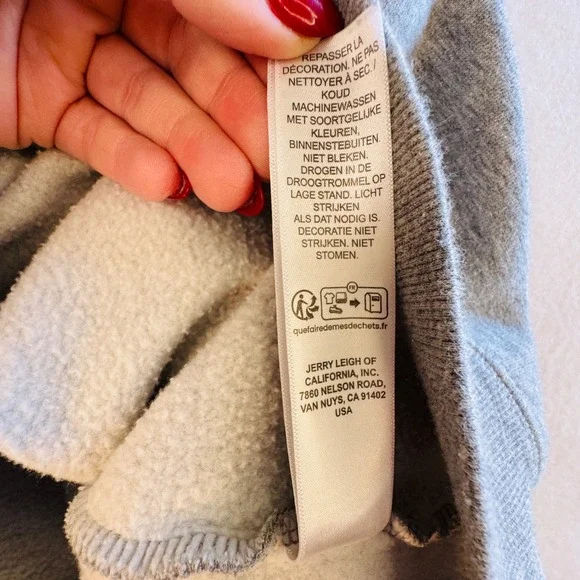 REPASSER LA
DÉCORATION. NE PAS
NETTOYER À SEC. /
KOUD
MACHINEWASSEN
MET SOORTGELIJKE
KLEUREN,
BINNENSTEBUITEN.
NIET BLEKEN.
DROGEN IN DE
DROOGTROMMEL OP
LAGE STAND. LICHT
STRIJKEN
ALS DAT NODIG IS.
DECORATIE NIET
STRIJKEN. NIET
STOMEN.
FR
quefairedemesdechets.fr
JERRY LEIGH OF
CALIFORNIA, INC.
7860 NELSON ROAD,
VAN NUYS, CA 91402
USA